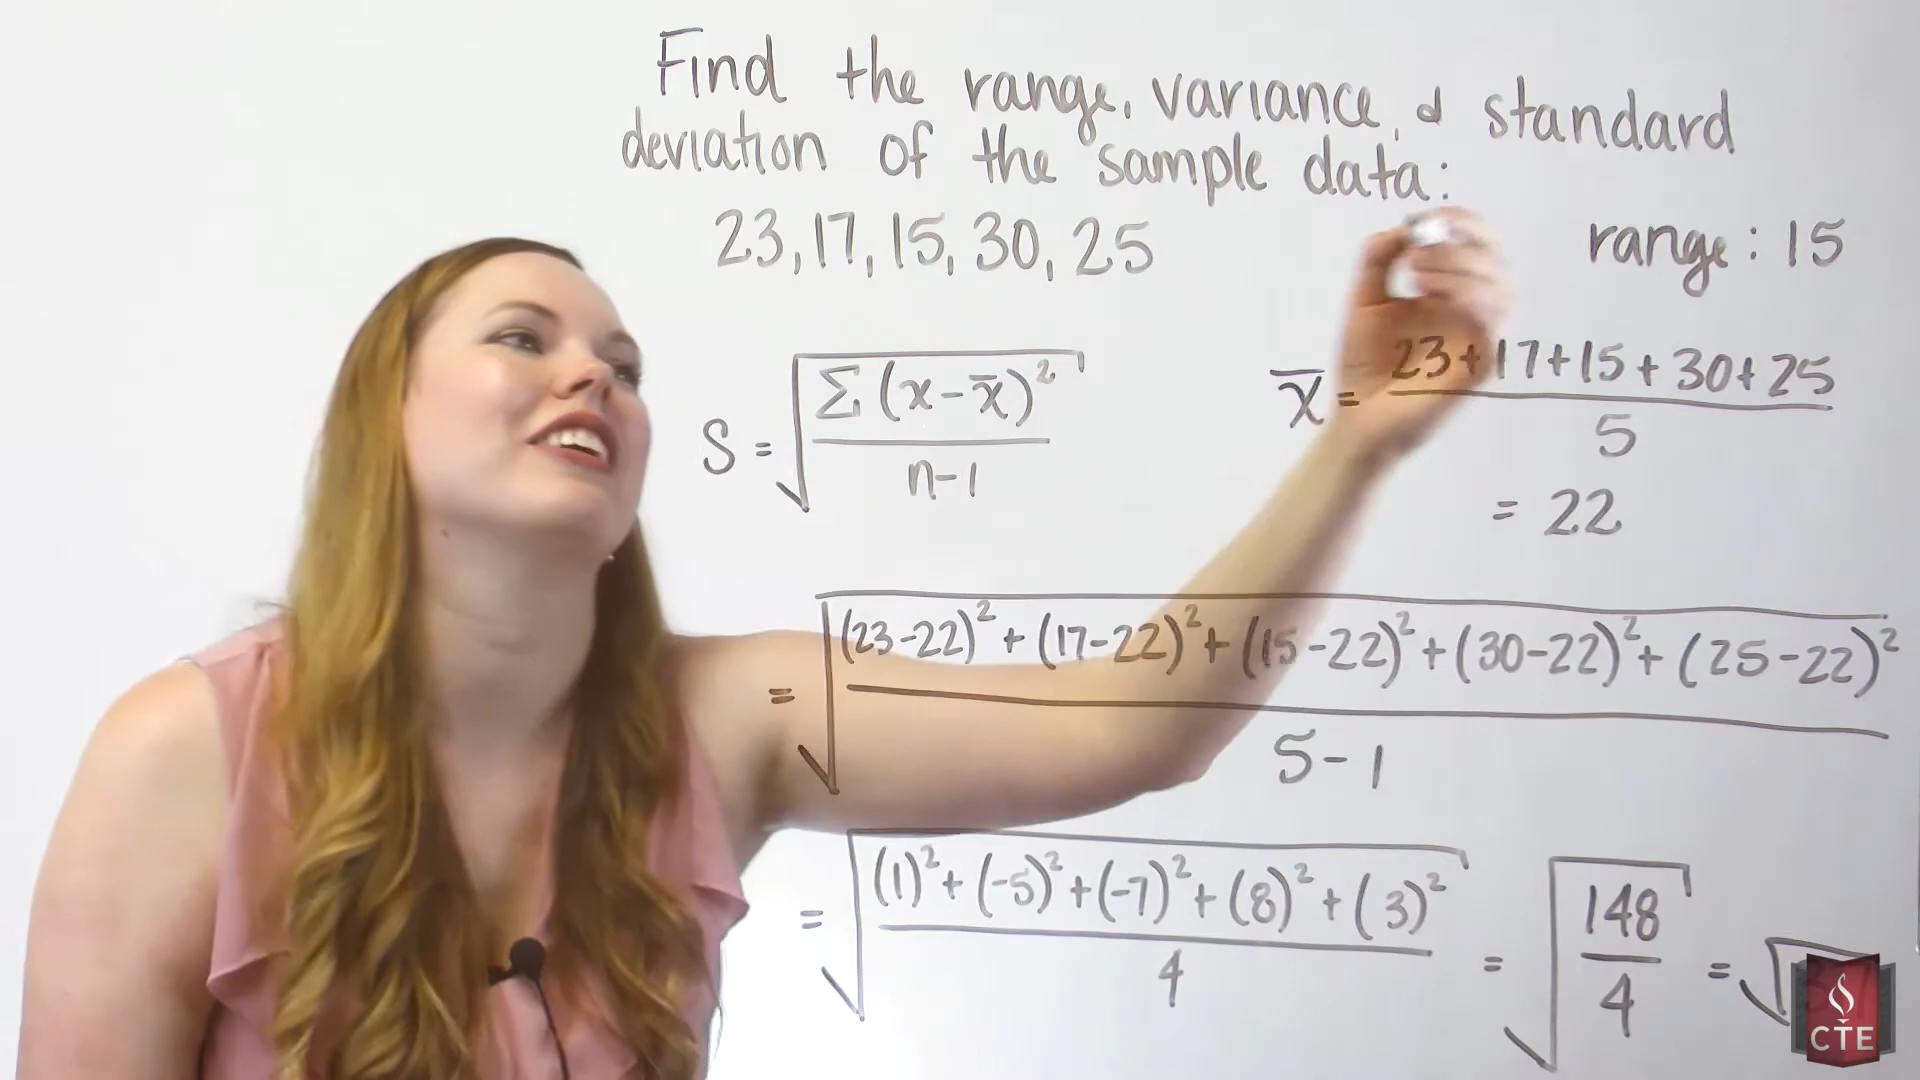 Find the range, variance, & standard
deviation of the sample data:
23, 17, 15, 30, 25
range: 15
S = √(Σ(x-x̄)²/(n-1))
x̄ = (23+17+15+30+25)/5
= 22
= √(((23-22)²+(17-22)²+(15-22)²+(30-22)²+(25-22)²)/(5-1))
= √(((1)²+(-5)²+(-7)²+(8)²+(3)²)/4) = √(148/4) = √
CTE